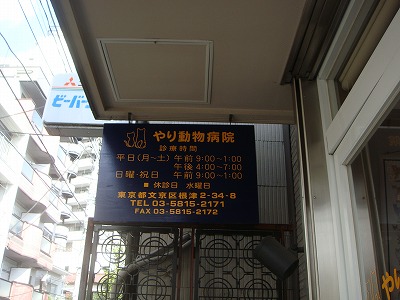 ビーバー
やり動物病院
診療時間
平日(月~土) 午前 9:00~1:00
午後 4:00~7:00
日曜・祝日 午前 9:00~1:00
■ 休診日 水曜日
東京都文京区根津2-34-8
TEL 03-5815-2171
FAX 03-5815-2172